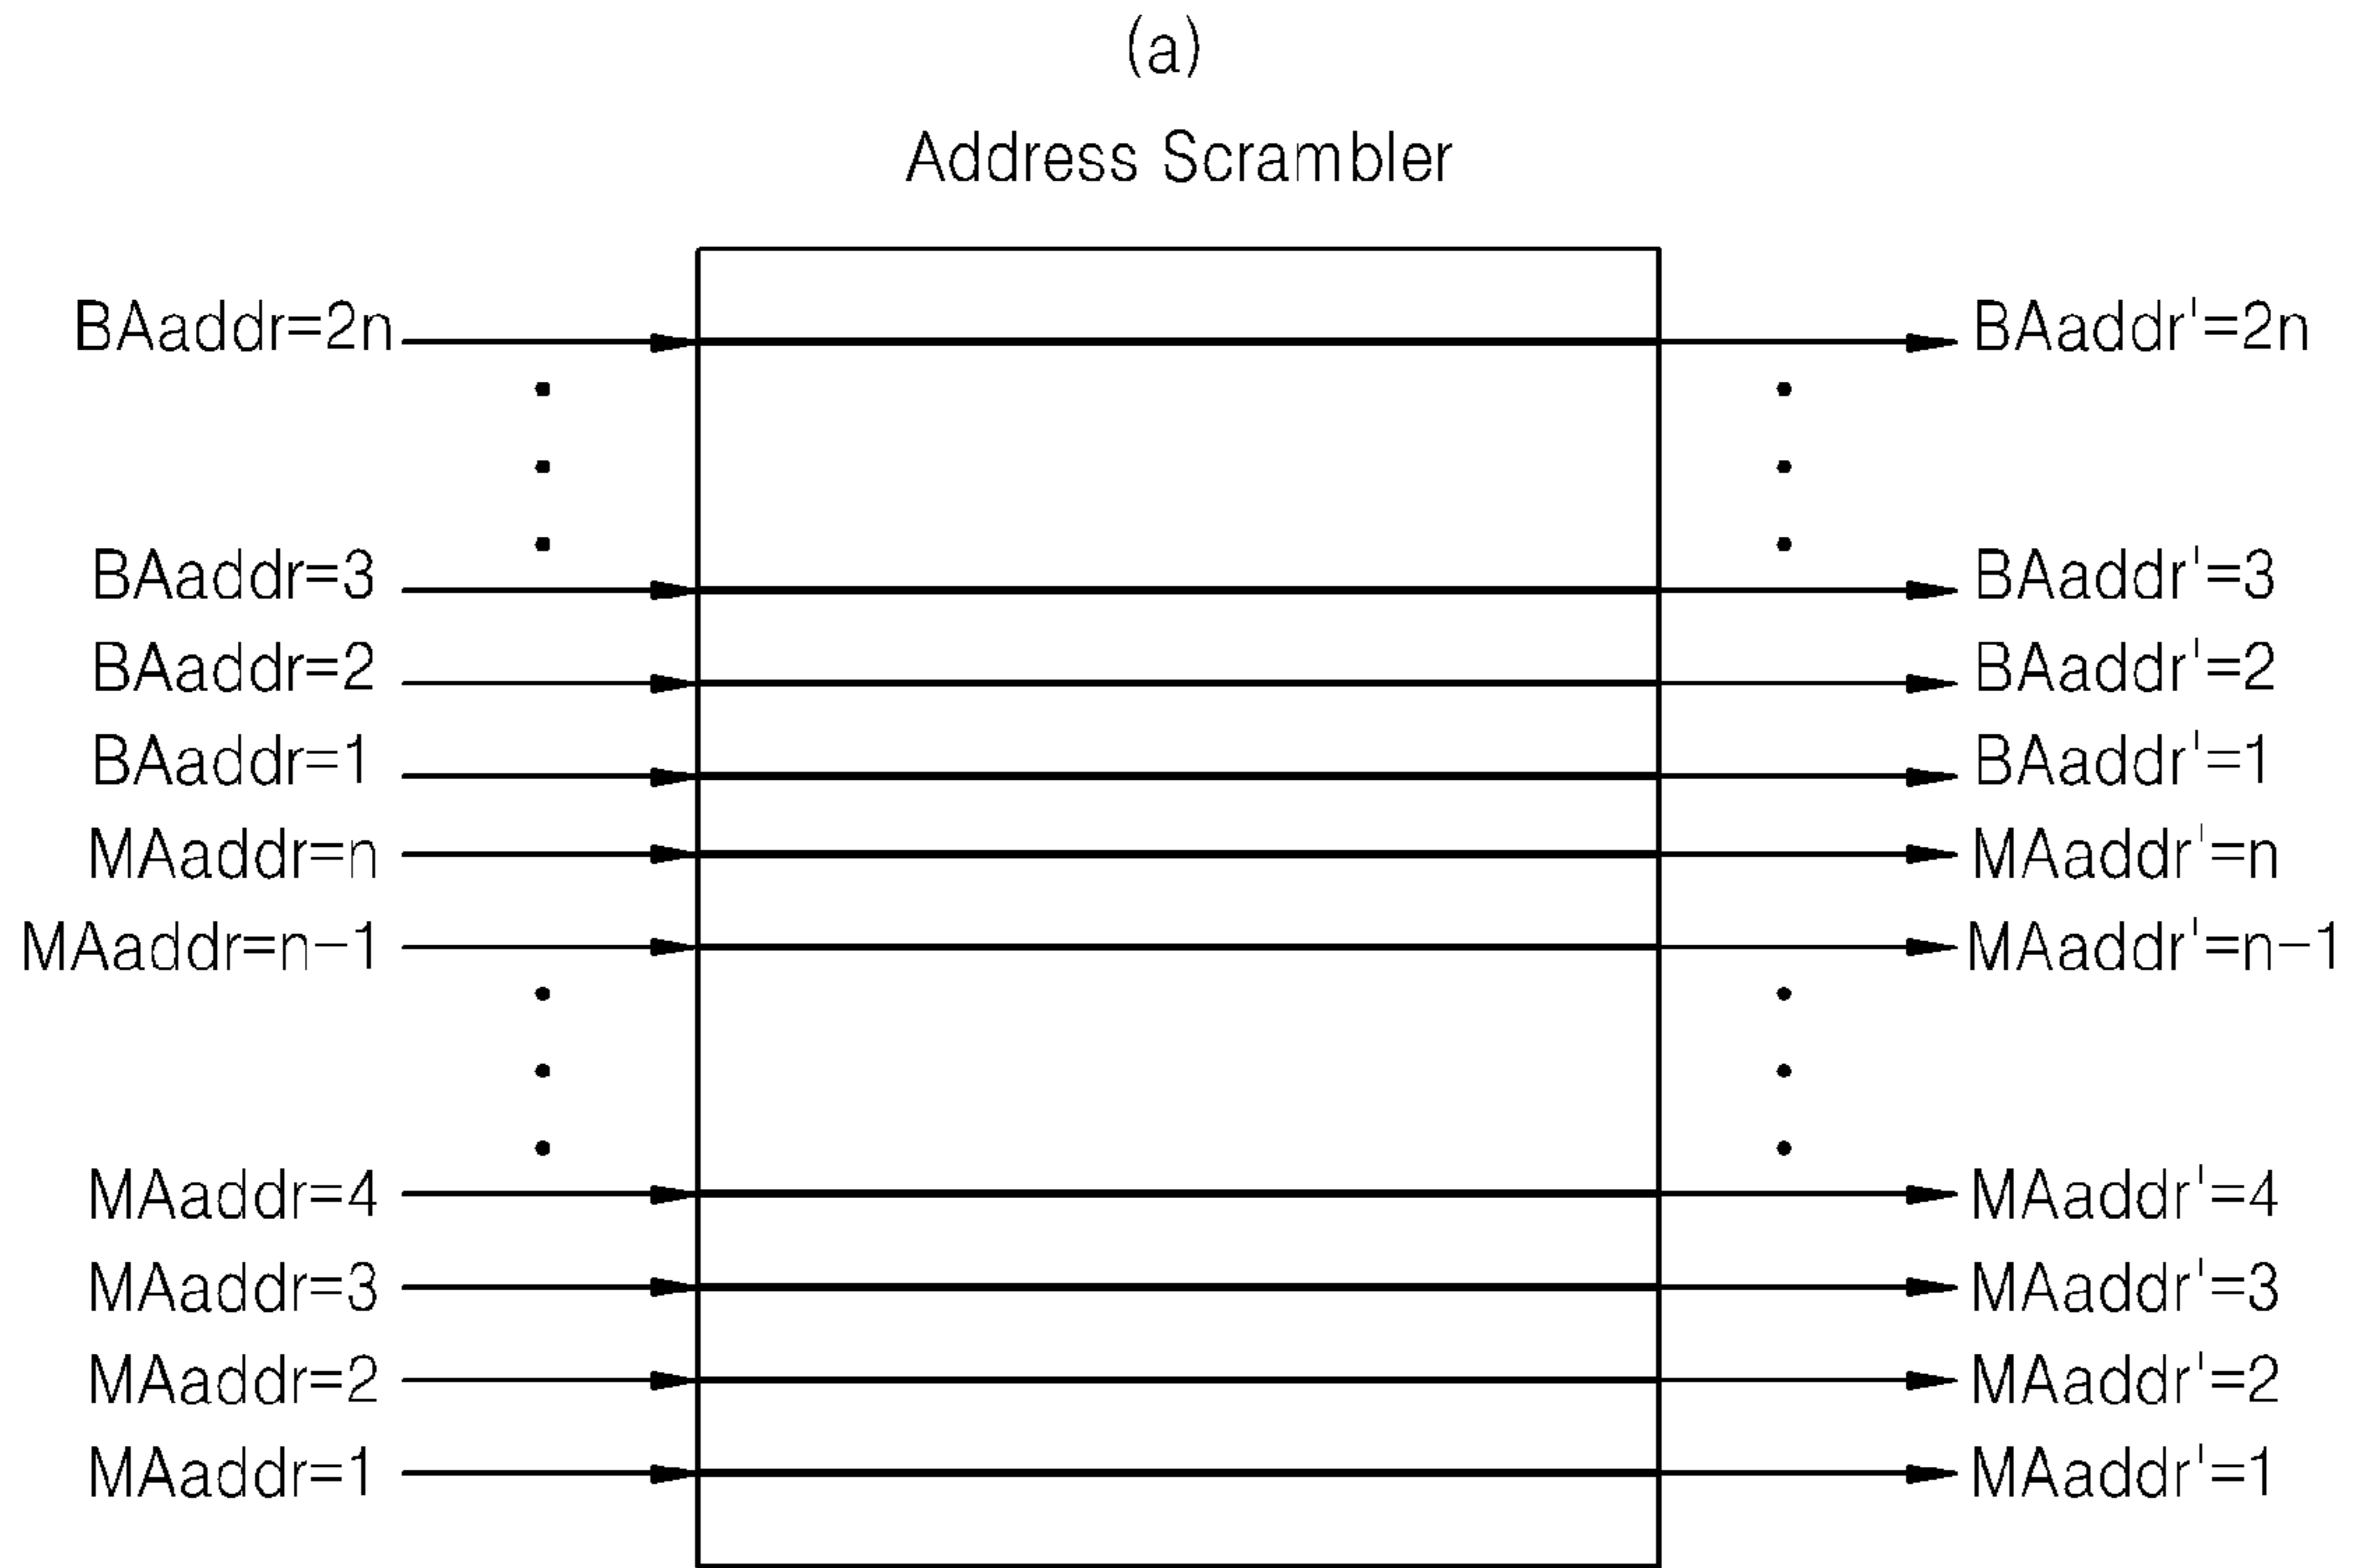 (a)
Address Scrambler
BAaddr=2n BAaddr'=2n
BAaddr=3 BAaddr'=3
BAaddr=2 BAaddr'=2
BAaddr=1 BAaddr'=1
MAaddr=n MAaddr'=n
MAaddr=n-1 MAaddr'=n-1
MAaddr=4 MAaddr'=4
MAaddr=3 MAaddr'=3
MAaddr=2 MAaddr'=2
MAaddr=1 MAaddr'=1